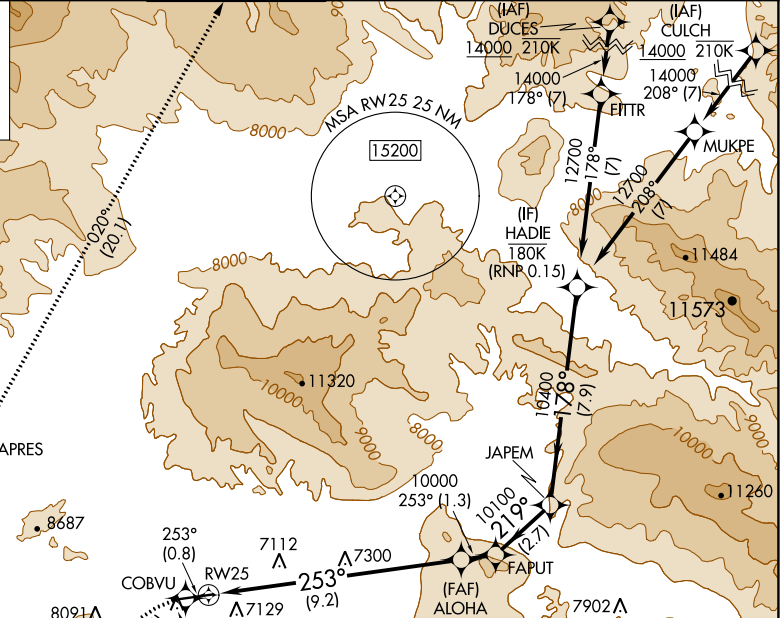 (IAF)
DUCES
14000 210K
(IAF)
CULCH
14000 210K
14000
178° (7)
14000
208° (7)
FITTR
MUKPE
MSA RW25 25 NM
15200
8000
12700
178°
(7)
12700
208°
(7)
8000
020°
(20.1)
(IF)
HADIE
180K
(RNP 0.15)
11484
11573
8000
11320
10000
9000
8000
10400
178°
(7.9)
9000
10000
11260
APRES
JAPEM
10000
253° (1.3)
10100
219°
(2.7)
8687
253°
(0.8)
7112
7300
FAPUT
COBVU
RW25
253°
(9.2)
(FAF)
ALOHA
8091
7129
7902